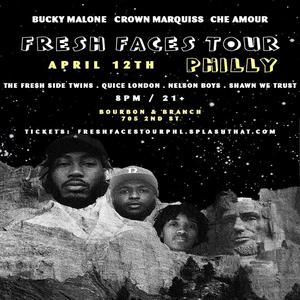 BUCKY MALONE CROWN MARQUISS CHE AMOUR
FRESH FACES TOUR
APRIL 12TH PHILLY
THE FRE$H SIDE TWINS . QUICE LONDON . NELSON BOYS . SHAWN WE TRUST
8PM / 21+
BOURBON & BRANCH
705 2ND ST
TICKETS: FRESHFACESTOURPHL.SPLASHTHAT.COM